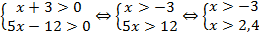 {x + 3 > 0 ⇔ {x > −3 ⇔ {x > −3
{5x − 12 > 0 ⇔ {5x > 12 ⇔ {x > 2,4